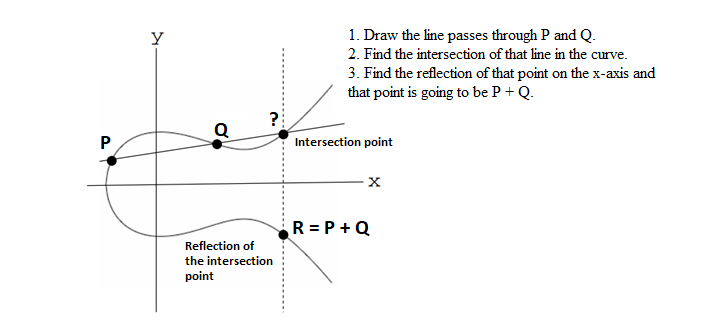 y
1. Draw the line passes through P and Q.
2. Find the intersection of that line in the curve.
3. Find the reflection of that point on the x-axis and
that point is going to be P + Q.
?
Q
P
Intersection point
x
R = P + Q
Reflection of
the intersection
point